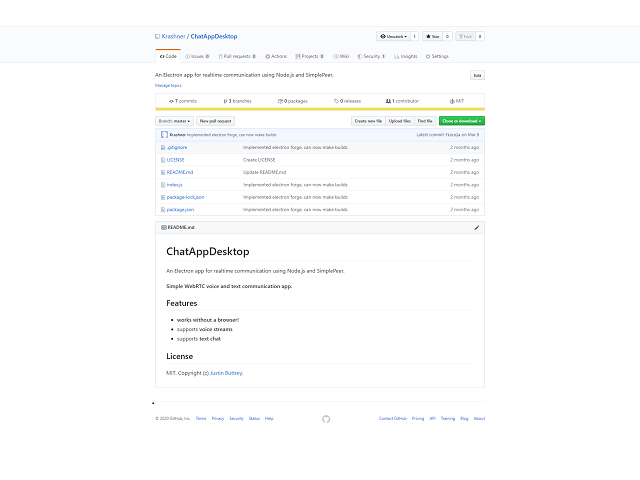 Krashner / ChatAppDesktop
Unwatch 1 Star 0 Fork 0
Code Issues 0 Pull requests 0 Actions Projects 0 Wiki Security 1 Insights Settings
An Electron app for realtime communication using Node.js and SimplePeer. Edit
Manage topics
7 commits 3 branches 0 packages 0 releases 1 contributor MIT
Branch: master New pull request Create new file Upload files Find file Clone or download
Krashner Implemented electron forge, can now make builds Latest commit on Mar 9
.gitignore Implemented electron forge, can now make builds 2 months ago
LICENSE Create LICENSE 2 months ago
README.md Update README.md 2 months ago
index.js Implemented electron forge, can now make builds 2 months ago
package-lock.json Implemented electron forge, can now make builds 2 months ago
package.json Implemented electron forge, can now make builds 2 months ago
README.md
ChatAppDesktop
An Electron app for realtime communication using Node.js and SimplePeer.
Simple WebRTC voice and text communication app.
Features
works without a browser!
supports voice streams
supports text chat
License
MIT. Copyright (c) Justin Buttrey.
© 2020 GitHub, Inc. Terms Privacy Security Status Help Contact GitHub Pricing API Training Blog About